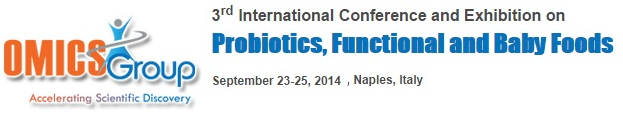 OMICS Group
Accelerating Scientific Discovery
3rd International Conference and Exhibition on
Probiotics, Functional and Baby Foods
September 23-25, 2014 , Naples, Italy